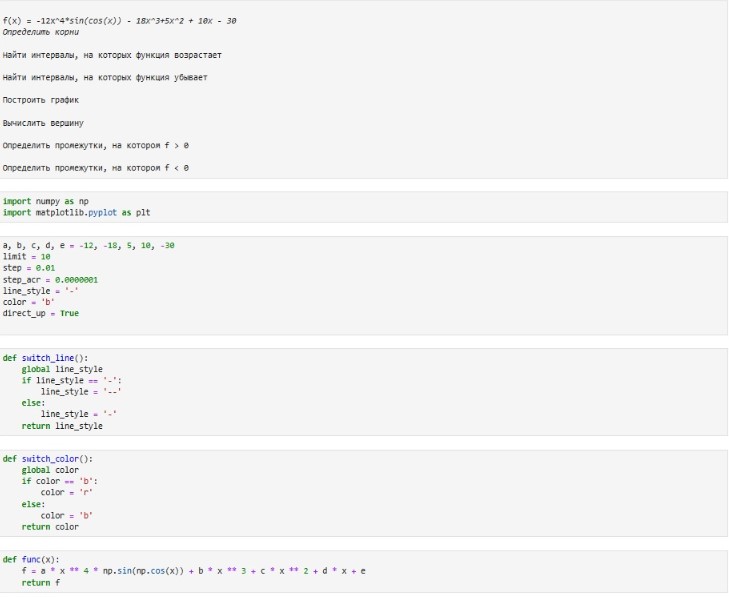 f(x) = -12x^4*sin(cos(x)) - 18x^3+5x^2 + 10x - 30
Определить корни
Найти интервалы, на которых функция возрастает
Найти интервалы, на которых функция убывает
Построить график
Вычислить вершину
Определить промежутки, на котором f > 0
Определить промежутки, на котором f < 0
import numpy as np
import matplotlib.pyplot as plt
a, b, c, d, e = -12, -18, 5, 10, -30
limit = 10
step = 0.01
step_acr = 0.0000001
line_style = '-'
color = 'b'
direct_up = True
def switch_line():
    global line_style
    if line_style == '-':
        line_style = '--'
    else:
        line_style = '-'
    return line_style
def switch_color():
    global color
    if color == 'b':
        color = 'r'
    else:
        color = 'b'
    return color
def func(x):
    f = a * x ** 4 * np.sin(np.cos(x)) + b * x ** 3 + c * x ** 2 + d * x + e
    return f